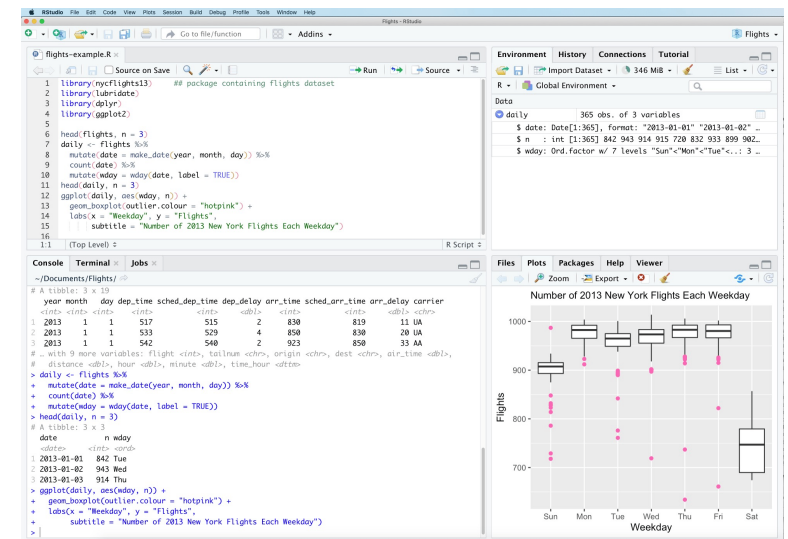 RStudio File Edit Code View Plots Session Build Debug Profile Tools Window Help
Flights - RStudio
Go to file/function
Addins
Flights
flights-example.R
Source on Save
Run
Source
1 library(nycflights13) ## package containing flights dataset
2 library(lubridate)
3 library(dplyr)
4 library(ggplot2)
5
6 head(flights, n = 3)
7 daily <- flights %>%
8 mutate(date = make_date(year, month, day)) %>%
9 count(date) %>%
10 mutate(wday = wday(date, label = TRUE))
11 head(daily, n = 3)
12 ggplot(daily, aes(wday, n)) +
13 geom_boxplot(outlier.colour = "hotpink") +
14 labs(x = "Weekday", y = "Flights",
15 subtitle = "Number of 2013 New York Flights Each Weekday")
16
1:1 (Top Level) R Script
Console Terminal Jobs
~/Documents/Flights/
# A tibble: 3 x 19
year month day dep_time sched_dep_time dep_delay arr_time sched_arr_time arr_delay carrier
<int> <int> <int> <int> <int> <dbl> <int> <int> <dbl> <chr>
1 2013 1 1 517 515 2 830 819 11 UA
2 2013 1 1 533 529 4 850 830 20 UA
3 2013 1 1 542 540 2 923 850 33 AA
# … with 9 more variables: flight <int>, tailnum <chr>, origin <chr>, dest <chr>, air_time <dbl>,
# distance <dbl>, hour <dbl>, minute <dbl>, time_hour <dttm>
> daily <- flights %>%
+ mutate(date = make_date(year, month, day)) %>%
+ count(date) %>%
+ mutate(wday = wday(date, label = TRUE))
> head(daily, n = 3)
# A tibble: 3 x 3
date n wday
<date> <int> <ord>
1 2013-01-01 842 Tue
2 2013-01-02 943 Wed
3 2013-01-03 914 Thu
> ggplot(daily, aes(wday, n)) +
+ geom_boxplot(outlier.colour = "hotpink") +
+ labs(x = "Weekday", y = "Flights",
+ subtitle = "Number of 2013 New York Flights Each Weekday")
>
Environment History Connections Tutorial
Import Dataset 346 MiB List
R Global Environment
Data
daily 365 obs. of 3 variables
$ date: Date[1:365], format: "2013-01-01" "2013-01-02" …
$ n : int [1:365] 842 943 914 915 720 832 933 899 902…
$ wday: Ord.factor w/ 7 levels "Sun"<"Mon"<"Tue"<..: 3 …
Files Plots Packages Help Viewer
Zoom Export
Number of 2013 New York Flights Each Weekday
1000
900
800
700
Flights
Sun Mon Tue Wed Thu Fri Sat
Weekday